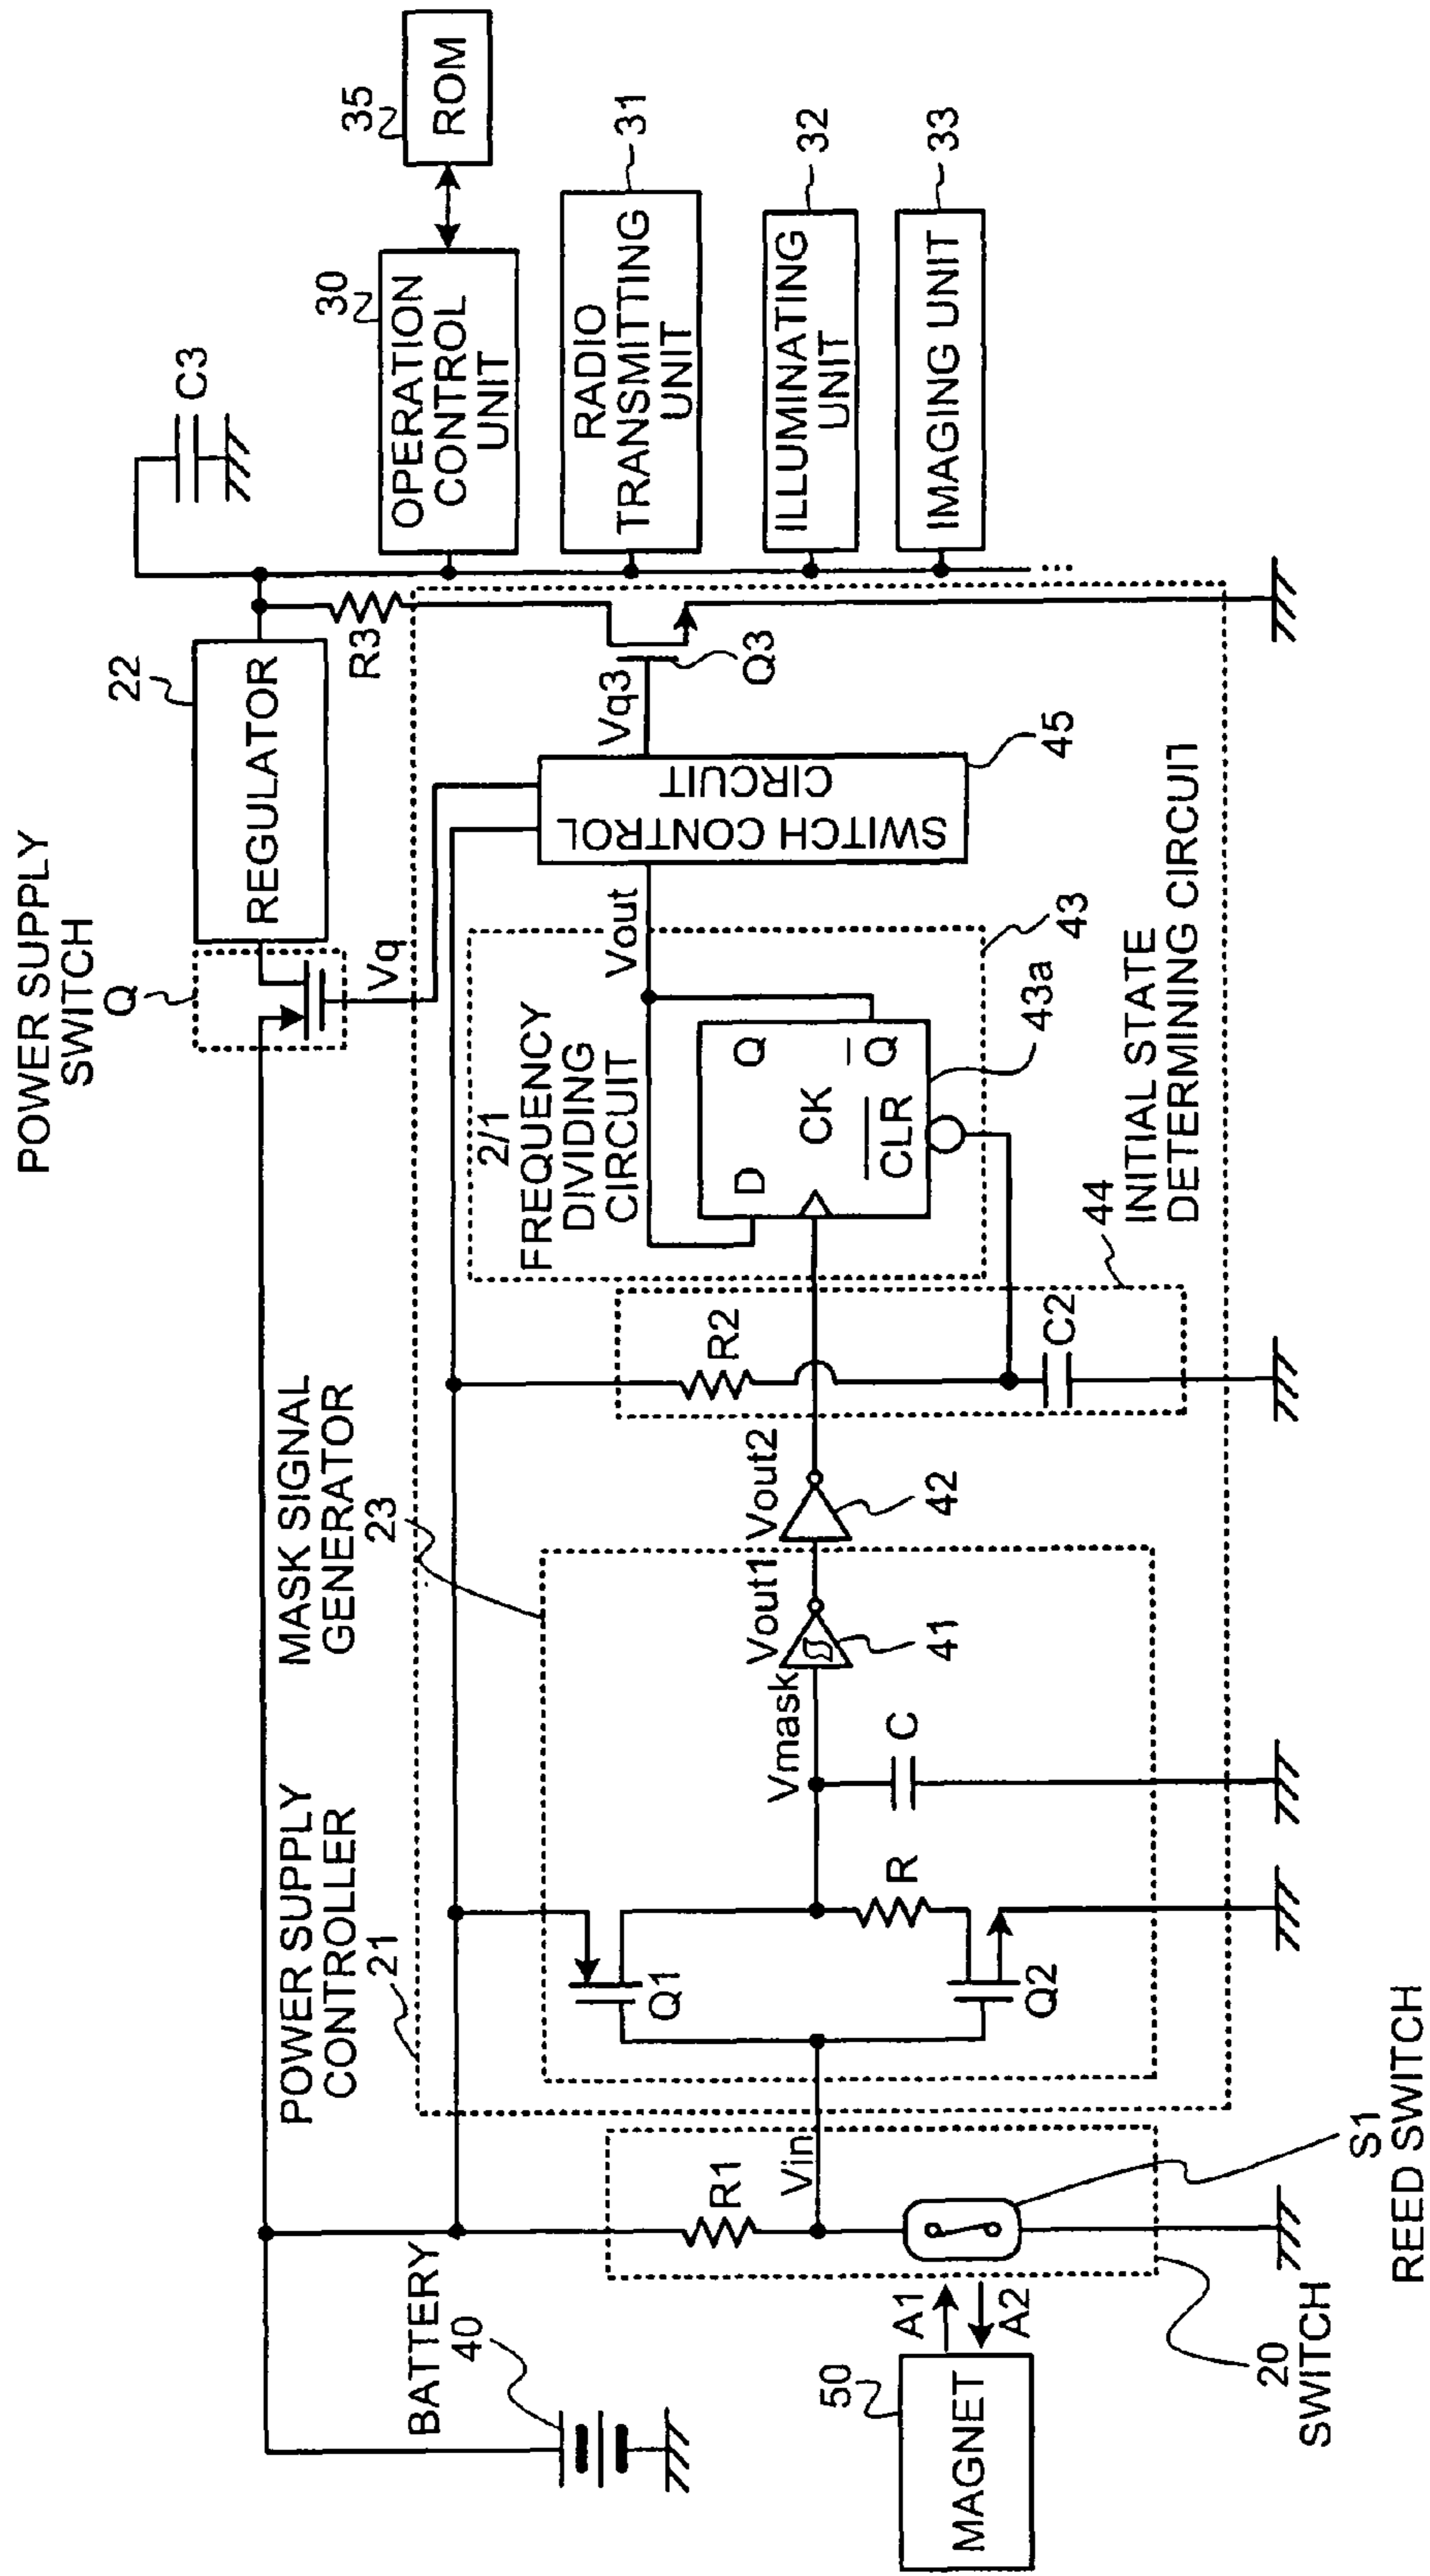 POWER SUPPLY
SWITCH
Q
22
REGULATOR
C3
35
ROM
30
OPERATION
CONTROL
UNIT
RADIO
TRANSMITTING
UNIT
31
ILLUMINATING
UNIT
32
IMAGING UNIT
33
...
R3
Q3
Vq3
Vq
SWITCH CONTROL
CIRCUIT
45
Vout
43
2/1
FREQUENCY
DIVIDING
CIRCUIT
D
Q
CK
Q
CLR
43a
44
INITIAL STATE
DETERMINING CIRCUIT
R2
C2
MASK SIGNAL
GENERATOR
23
Vout2
42
Vout1
41
Vmask
C
R
Q1
Q2
POWER SUPPLY
CONTROLLER
21
Vin
R1
S1
REED SWITCH
20
SWITCH
BATTERY
40
A1
A2
50
MAGNET